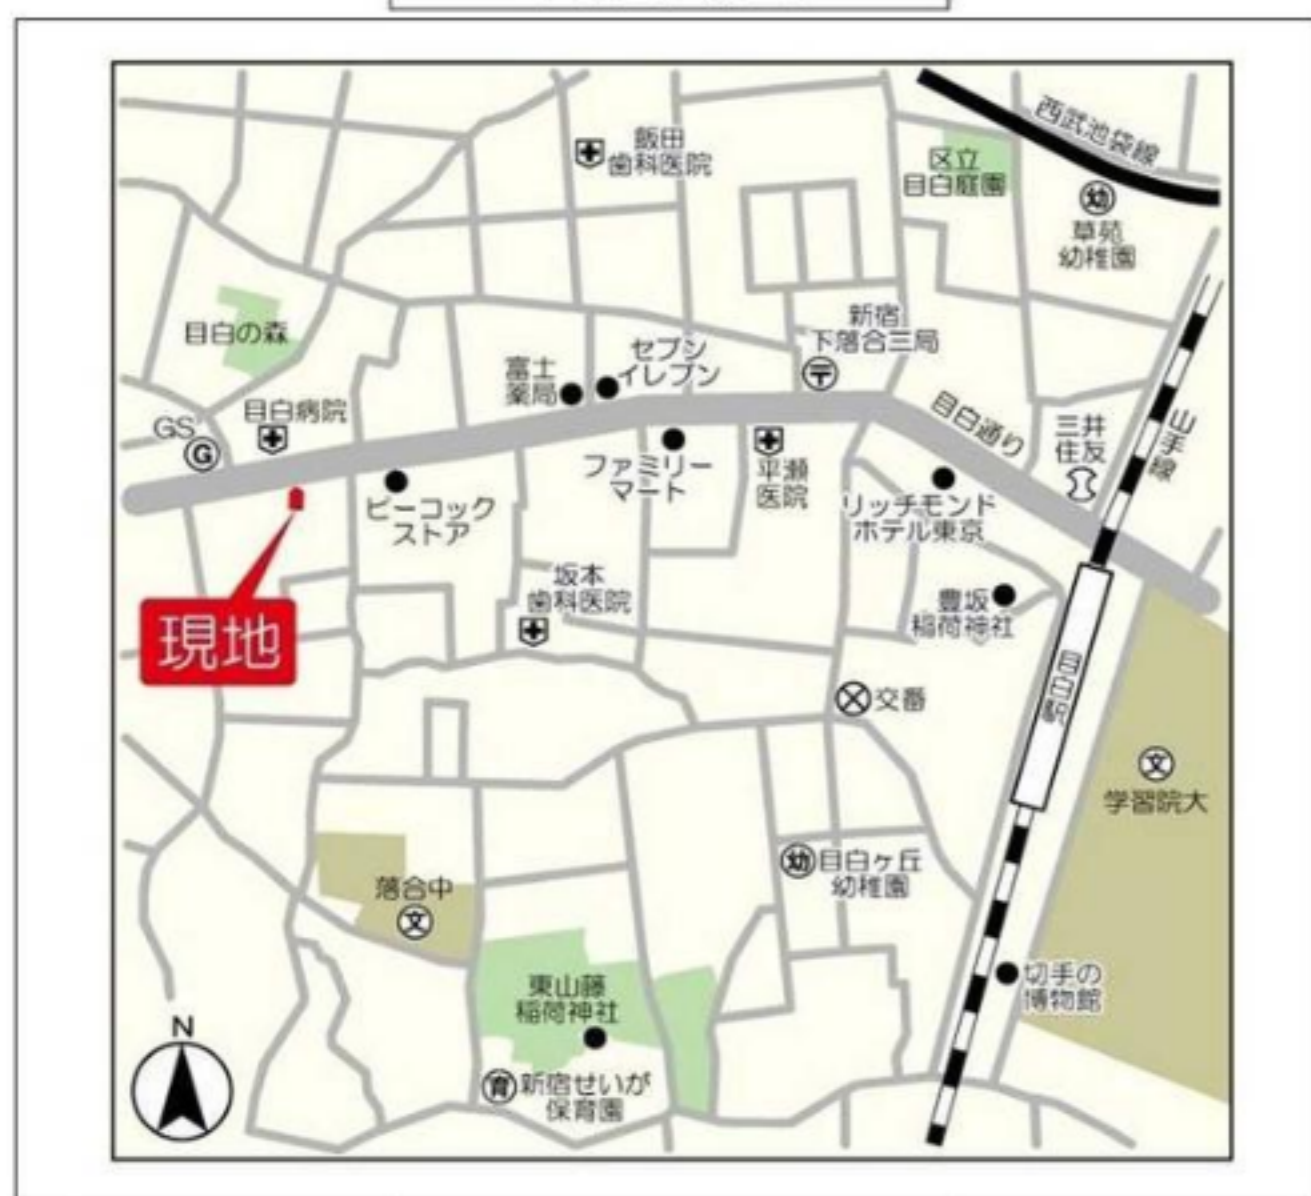 飯田
歯科医院
西武池袋線
区立
目白庭園
幼
草苑
幼稚園
目白の森
新宿
下落合三局
〒
セブン
イレブン
富士
薬局
目白病院
GS
G
目白通り
三井
住友
山手線
ファミリー
マート
平瀬
医院
ピーコック
ストア
リッチモンド
ホテル東京
現地
坂本
歯科医院
豊坂
稲荷神社
目白駅
交番
文
学習院大
幼
目白ヶ丘
幼稚園
落合中
文
東山藤
稲荷神社
切手の
博物館
N
育
新宿せいが
保育園